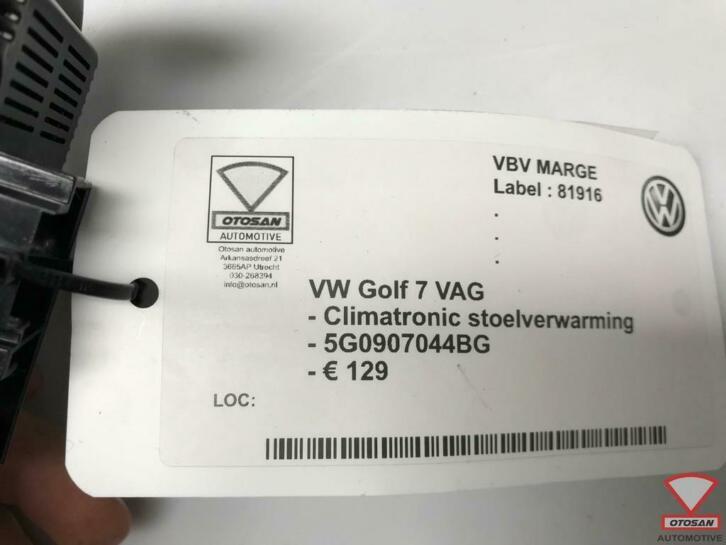 OTOSAN
AUTOMOTIVE
Otosan automotive
Arkansasdreef 21
3565AP Utrecht
030-268394
info@otosan.nl
VBV MARGE
Label : 81916
.
.
.
VW
VW Golf 7 VAG
- Climatronic stoelverwarming
- 5G0907044BG
- € 129
LOC:
OTOSAN
AUTOMOTIVE